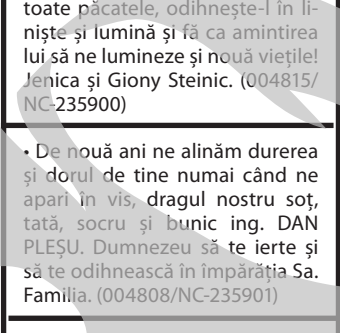 toate păcatele, odihnește-l în li-
niște și lumină și fă ca amintirea
lui să ne lumineze și nouă viețile!
Jenica și Giony Steinic. (004815/
NC-235900)
• De nouă ani ne alinăm durerea
și dorul de tine numai când ne
apari în vis, dragul nostru soț,
tată, socru și bunic ing. DAN
PLEȘU. Dumnezeu să te ierte și
să te odihnească în împărăția Sa.
Familia. (004808/NC-235901)